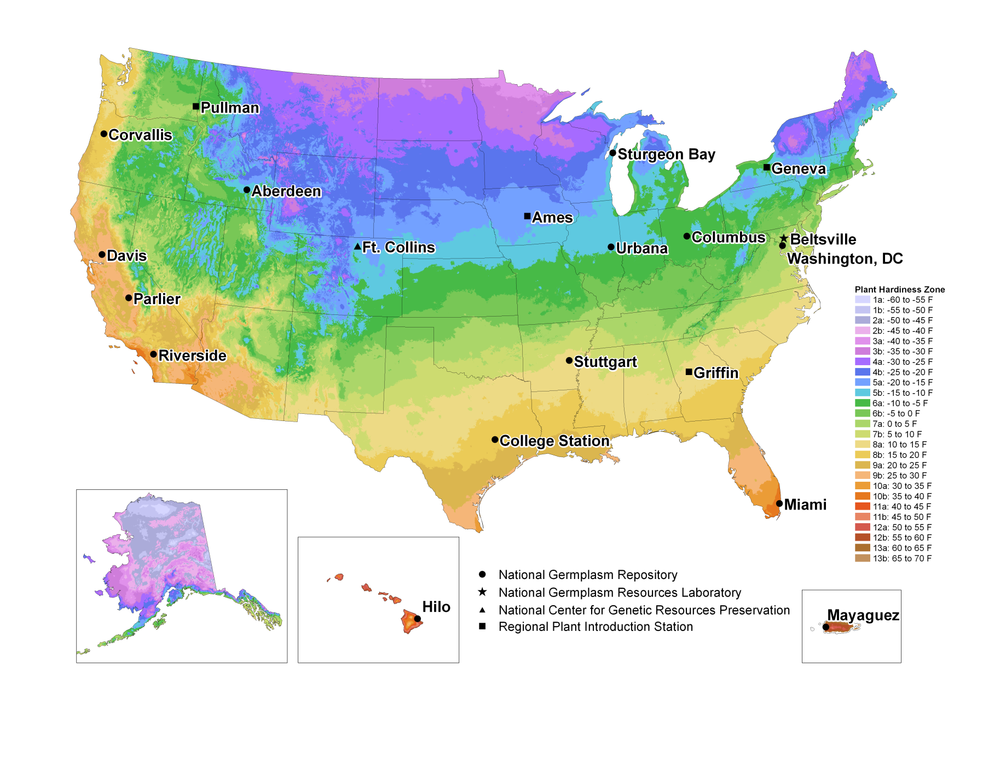 Pullman
Corvallis
Sturgeon Bay
Geneva
Aberdeen
Ames
Columbus
Beltsville
Ft. Collins
Urbana
Davis
Washington, DC
Parlier
Riverside
Stuttgart
Griffin
College Station
Miami
Plant Hardiness Zone
1a: -60 to -55 F
1b: -55 to -50 F
2a: -50 to -45 F
2b: -45 to -40 F
3a: -40 to -35 F
3b: -35 to -30 F
4a: -30 to -25 F
4b: -25 to -20 F
5a: -20 to -15 F
5b: -15 to -10 F
6a: -10 to -5 F
6b: -5 to 0 F
7a: 0 to 5 F
7b: 5 to 10 F
8a: 10 to 15 F
8b: 15 to 20 F
9a: 20 to 25 F
9b: 25 to 30 F
10a: 30 to 35 F
10b: 35 to 40 F
11a: 40 to 45 F
11b: 45 to 50 F
12a: 50 to 55 F
12b: 55 to 60 F
13a: 60 to 65 F
13b: 65 to 70 F
Hilo
National Germplasm Repository
National Germplasm Resources Laboratory
National Center for Genetic Resources Preservation
Regional Plant Introduction Station
Mayaguez